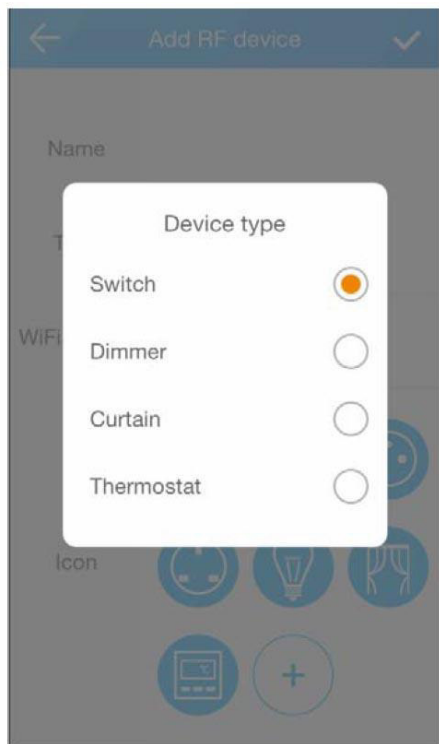 Add RF device
Name
Device type
T
Switch
WiFi
Dimmer
Curtain
Thermostat
Icon
°C